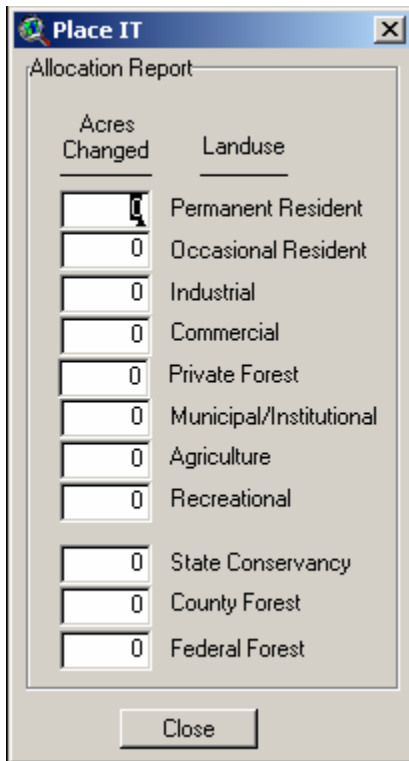 Place IT
Allocation Report
Acres
Changed Landuse
0 Permanent Resident
0 Occasional Resident
0 Industrial
0 Commercial
0 Private Forest
0 Municipal/Institutional
0 Agriculture
0 Recreational
0 State Conservancy
0 County Forest
0 Federal Forest
Close